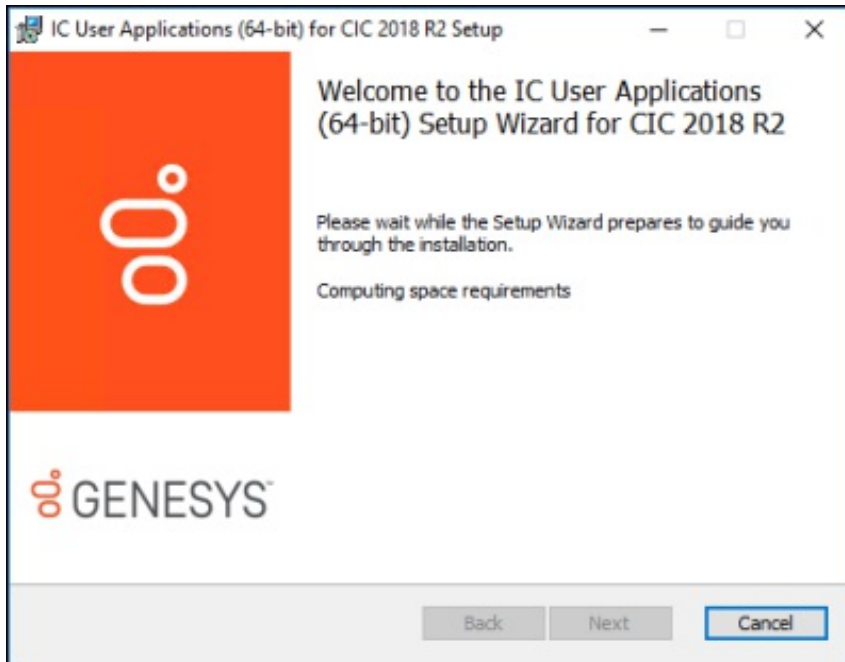 IC User Applications (64-bit) for CIC 2018 R2 Setup
Welcome to the IC User Applications
(64-bit) Setup Wizard for CIC 2018 R2
Please wait while the Setup Wizard prepares to guide you
through the installation.
Computing space requirements
GENESYS™
Back Next Cancel